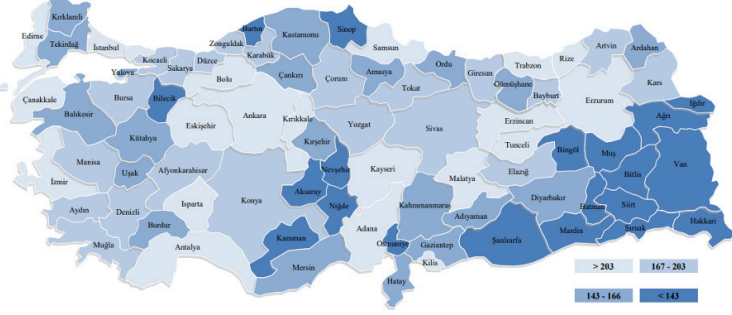 Kırklareli
Edirne
Tekirdağ
İstanbul
Kocaeli
Yalova
Sakarya
Düzce
Zonguldak
Bartın
Karabük
Kastamonu
Sinop
Samsun
Bolu
Çankırı
Çorum
Amasya
Tokat
Ordu
Giresun
Gümüşhane
Trabzon
Bayburt
Rize
Artvin
Ardahan
Kars
Iğdır
Ağrı
Erzurum
Erzincan
Tunceli
Çanakkale
Balıkesir
Bursa
Bilecik
Kütahya
Eskişehir
Ankara
Kırıkkale
Kırşehir
Yozgat
Sivas
Bingöl
Muş
Van
Bitlis
Manisa
Uşak
Afyonkarahisar
İzmir
Aydın
Denizli
Isparta
Burdur
Muğla
Antalya
Konya
Aksaray
Nevşehir
Niğde
Kayseri
Malatya
Elazığ
Diyarbakır
Batman
Siirt
Hakkari
Şırnak
Mardin
Şanlıurfa
Adıyaman
Kahramanmaraş
Gaziantep
Kilis
Osmaniye
Adana
Karaman
Mersin
Hatay
> 203
167 - 203
143 - 166
< 143